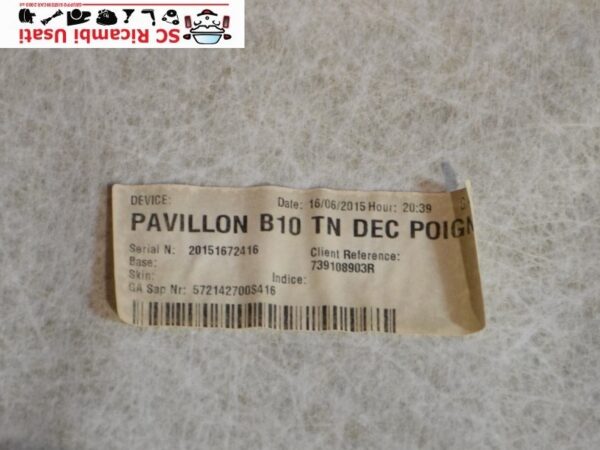 SC Ricambi Usati
DEVICE: Date: 16/06/2015 Hour: 20:39
PAVILLON B10 TN DEC POIGN
Serial N: 20151672416 Client Reference:
Base: 739108903R
Skin: Indice:
GA Sap Nr: 572142700S416